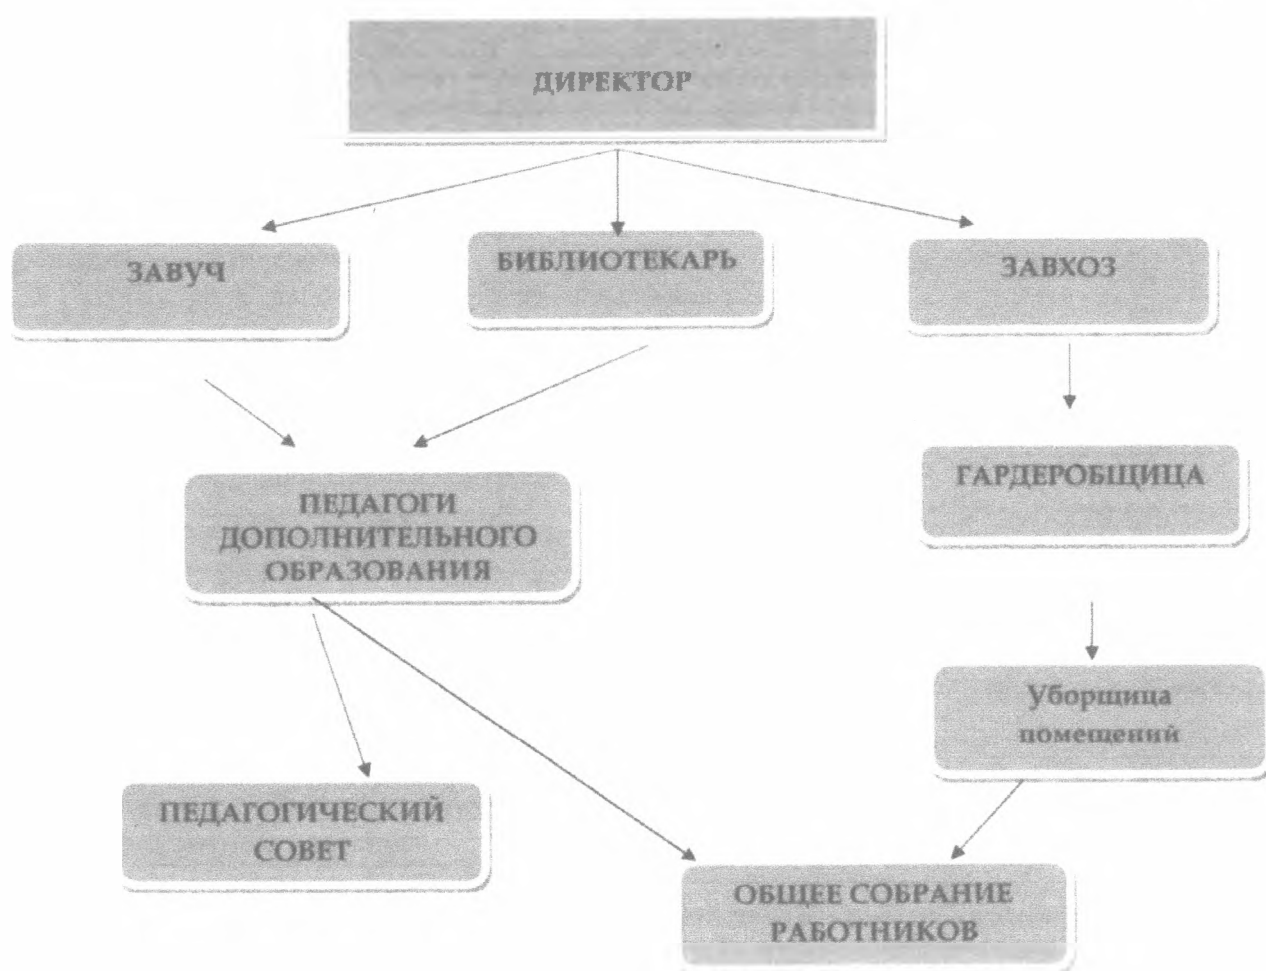 ДИРЕКТОР
ЗАВУЧ
БИБЛИОТЕКАРЬ
ЗАВХОЗ
ПЕДАГОГИ
ДОПОЛНИТЕЛЬНОГО
ОБРАЗОВАНИЯ
ГАРДЕРОБЩИЦА
Уборщица
помещений
ПЕДАГОГИЧЕСКИЙ
СОВЕТ
ОБЩЕЕ СОБРАНИЕ
РАБОТНИКОВ